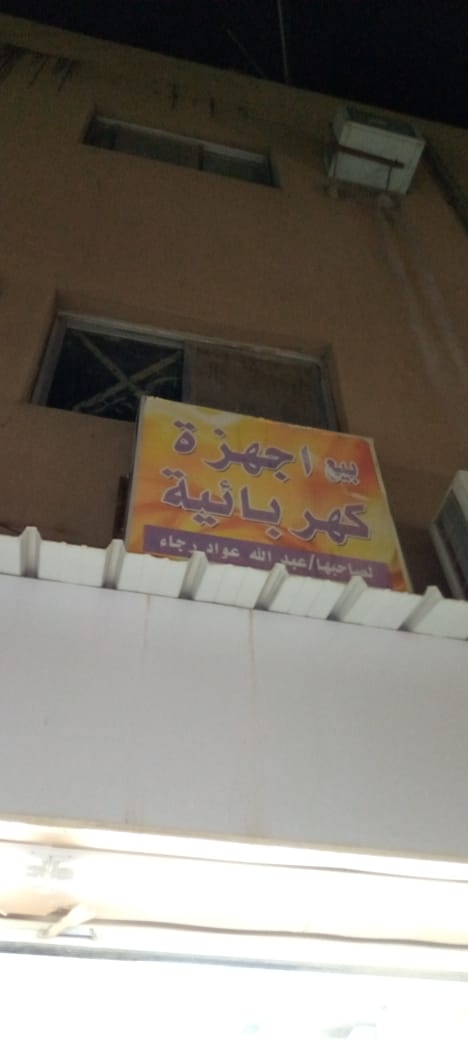 بيع اجهزة
كهربائية
لصاحبها/عبد الله عواد رجاء